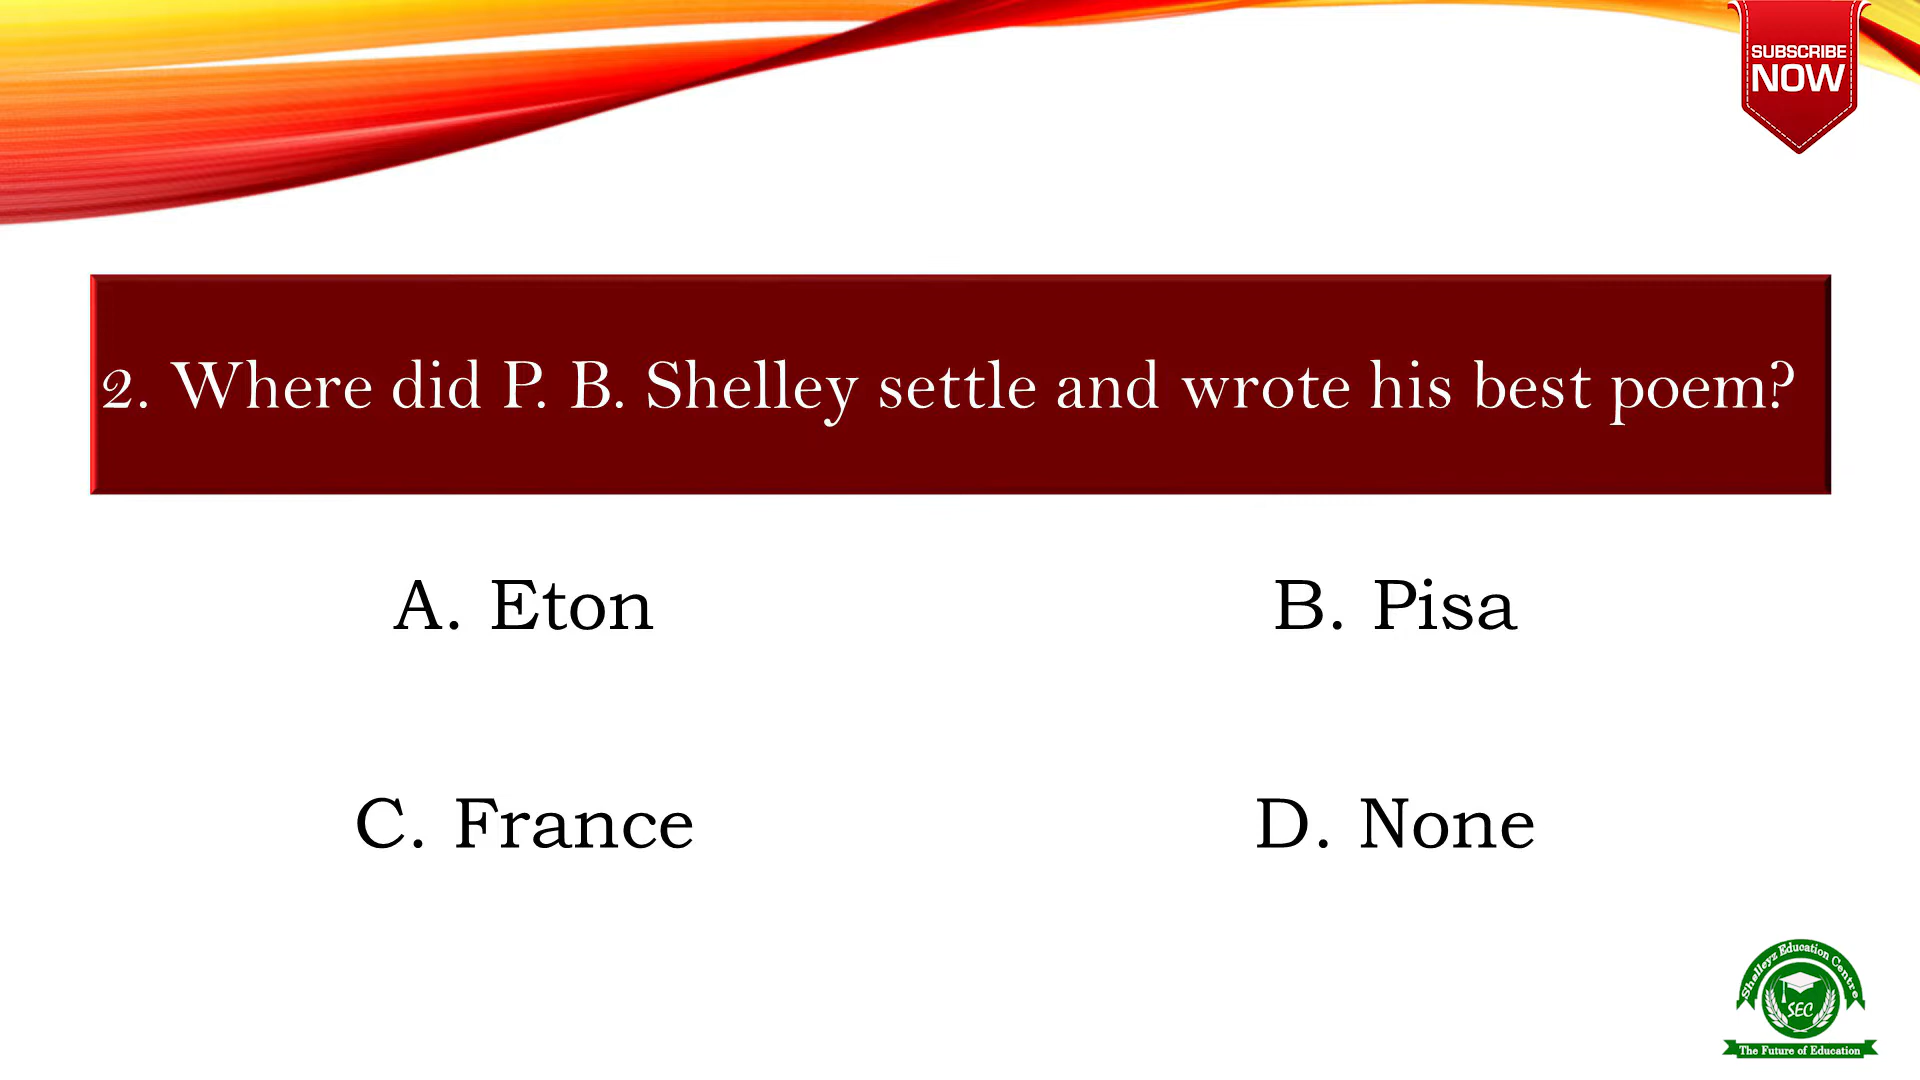 SUBSCRIBE
NOW
2. Where did P. B. Shelley settle and wrote his best poem?
A. Eton
B. Pisa
C. France
D. None
Shalleyz Education Centre
SEC
The Future of Education